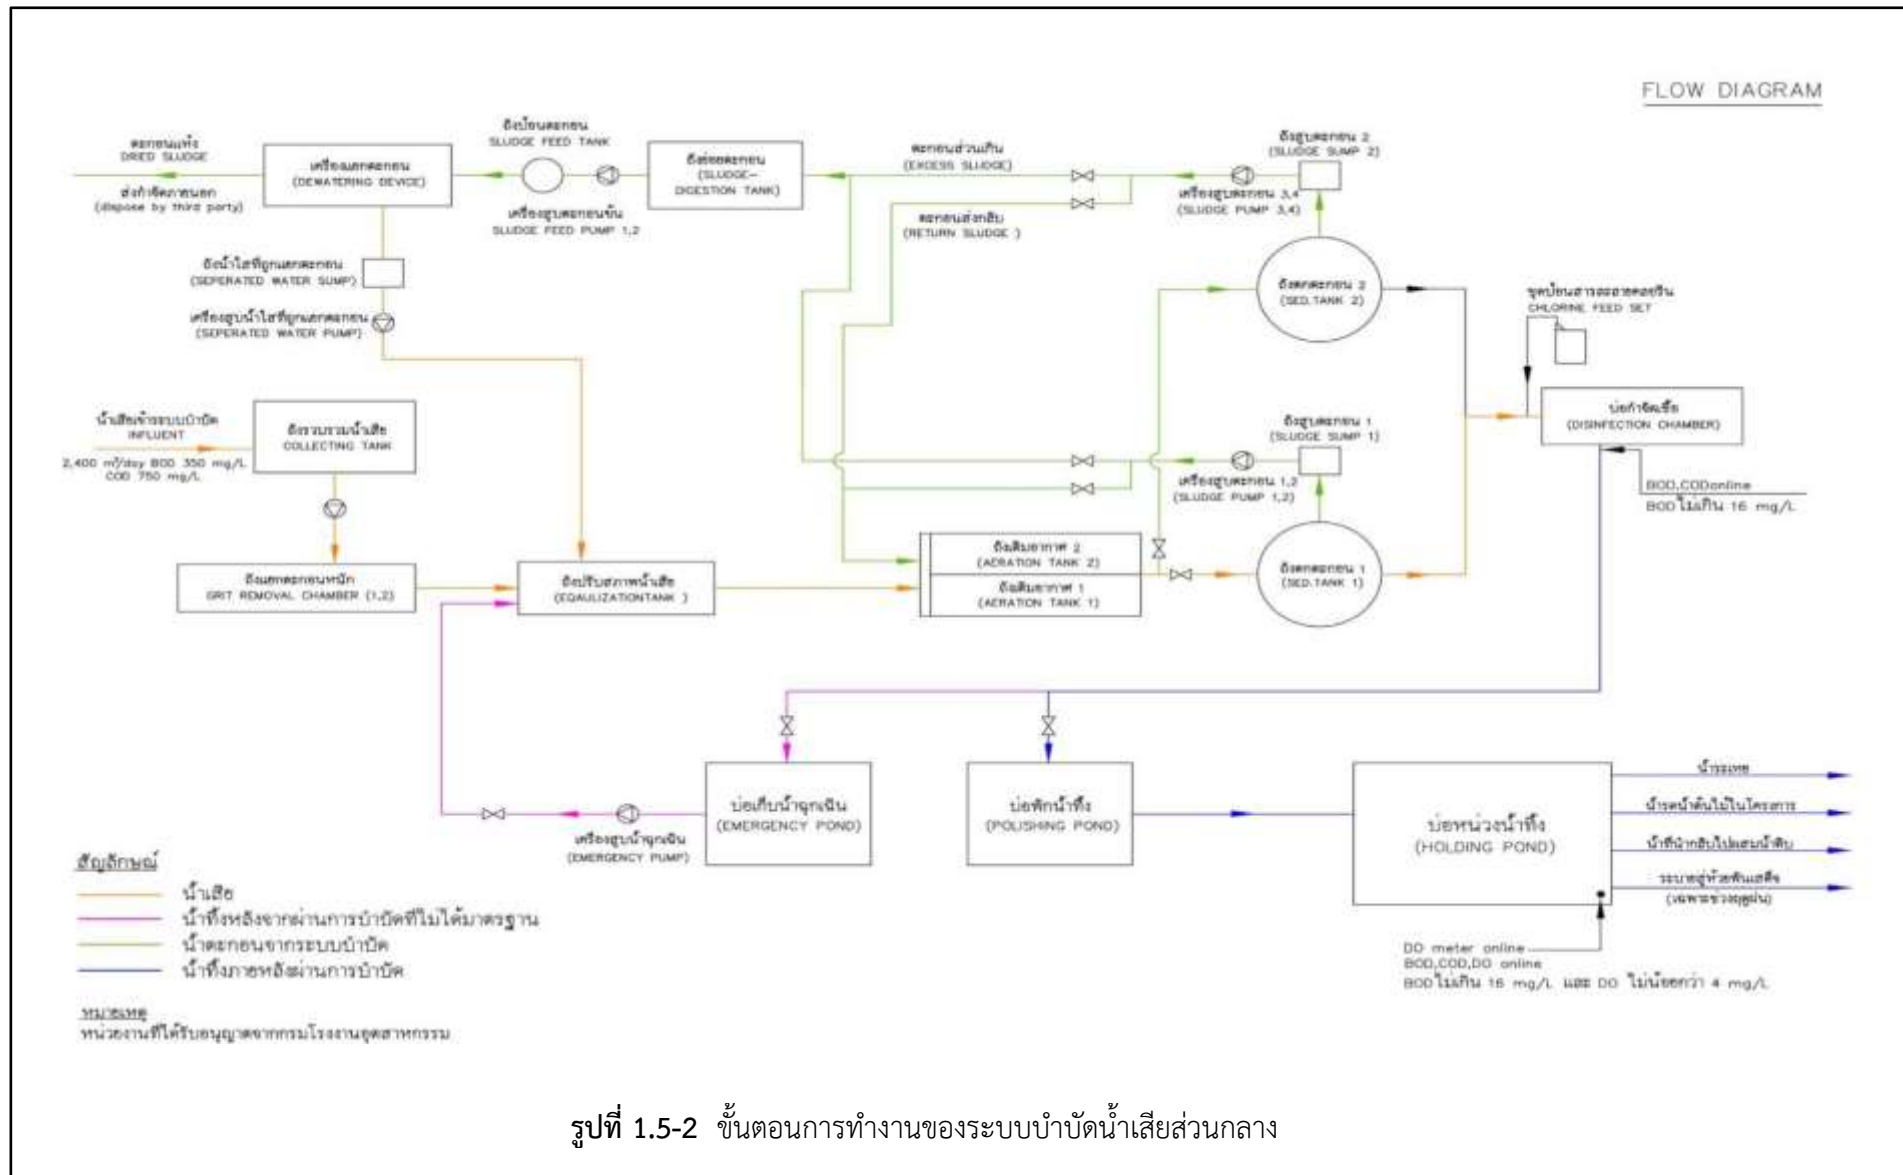 FLOW DIAGRAM
ตะกอนแห้ง
DRIED SLUDGE
ส่งกำจัดภายนอก
(dispose by third party)
เครื่องแยกตะกอน
(DEWATERING DEVICE)
ถังป้อนตะกอน
SLUDGE FEED TANK
เครื่องสูบตะกอนข้น
SLUDGE FEED PUMP 1,2
ถังย่อยตะกอน
(SLUDGE-
DIGESTION TANK)
ตะกอนส่วนเกิน
(EXCESS SLUDGE)
ตะกอนส่งกลับ
(RETURN SLUDGE )
ถังสูบตะกอน 2
(SLUDGE SUMP 2)
เครื่องสูบตะกอน 3,4
(SLUDGE PUMP 3,4)
ถังน้ำใสที่ถูกแยกตะกอน
(SEPERATED WATER SUMP)
เครื่องสูบน้ำใสที่ถูกแยกตะกอน
(SEPERATED WATER PUMP)
ถังตกตะกอน 2
(SED.TANK 2)
ชุดป้อนสารละลายคลอรีน
CHLORINE FEED SET
น้ำเสียเข้าระบบบำบัด
INFLUENT
2,400 m³/day BOD 350 mg/L
COD 750 mg/L
ถังรวบรวมน้ำเสีย
COLLECTING TANK
ถังสูบตะกอน 1
(SLUDGE SUMP 1)
เครื่องสูบตะกอน 1,2
(SLUDGE PUMP 1,2)
บ่อกำจัดเชื้อ
(DISINFECTION CHAMBER)
BOD,CODonline
BOD ไม่เกิน 16 mg/L
ถังแยกตะกอนหนัก
GRIT REMOVAL CHAMBER (1,2)
ถังปรับสภาพน้ำเสีย
(EQAULIZATIONTANK )
ถังเติมอากาศ 2
(AERATION TANK 2)
ถังเติมอากาศ 1
(AERATION TANK 1)
ถังตกตะกอน 1
(SED.TANK 1)
เครื่องสูบน้ำฉุกเฉิน
(EMERGENCY PUMP)
บ่อเก็บน้ำฉุกเฉิน
(EMERGENCY POND)
บ่อพักน้ำทิ้ง
(POLISHING POND)
บ่อหน่วงน้ำทิ้ง
(HOLDING POND)
น้ำระเหย
น้ำรดน้ำต้นไม้ในโครงการ
น้ำที่นำกลับไปผสมน้ำดิบ
ระบายสู่ห้วยพันเสด็จ
(เฉพาะช่วงฤดูฝน)
DO meter online
BOD,COD,DO online
BOD ไม่เกิน 16 mg/L และ DO ไม่น้อยกว่า 4 mg/L
สัญลักษณ์
น้ำเสีย
น้ำทิ้งหลังจากผ่านการบำบัดที่ไม่ได้มาตรฐาน
น้ำตะกอนจากระบบบำบัด
น้ำทิ้งภายหลังผ่านการบำบัด
หมายเหตุ
หน่วยงานที่ได้รับอนุญาตจากกรมโรงงานอุตสาหกรรม
รูปที่ 1.5-2 ขั้นตอนการทำงานของระบบบำบัดน้ำเสียส่วนกลาง